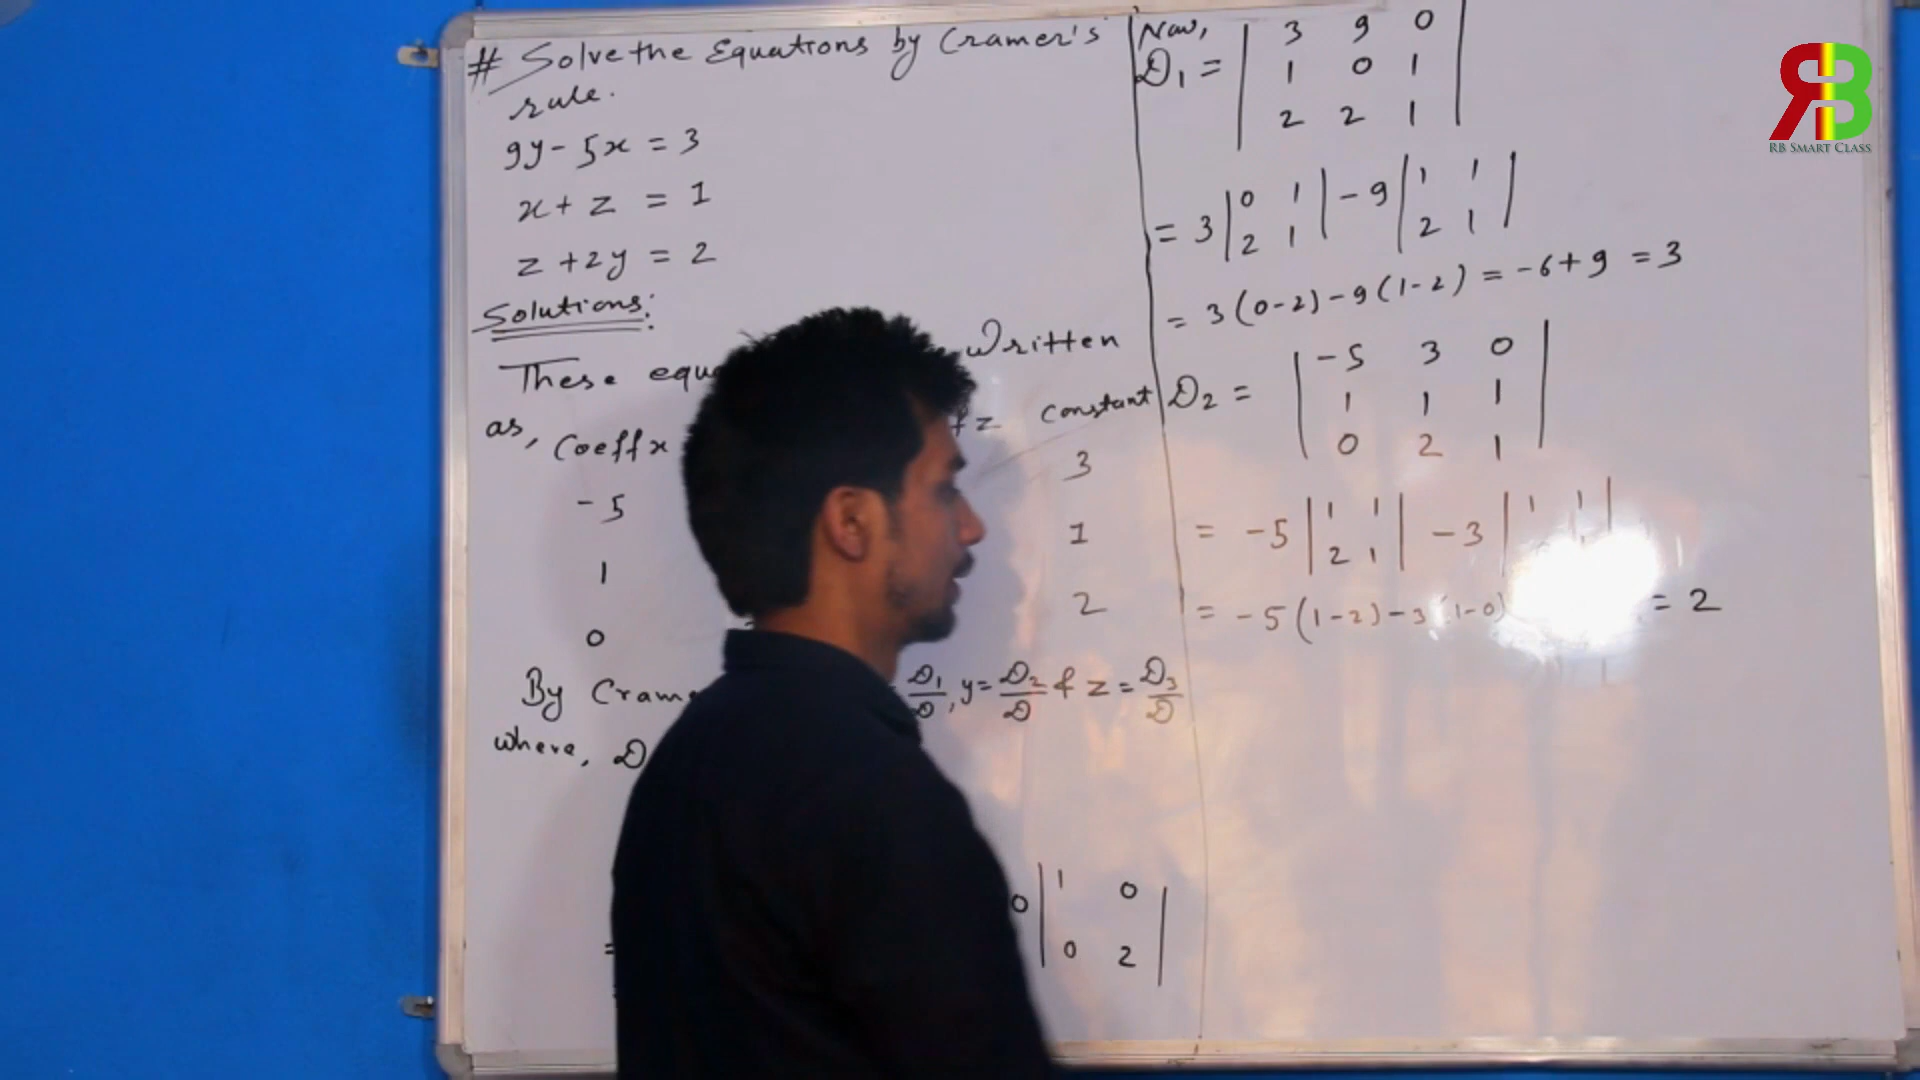 # Solve the Equations by Cramer's
rule.
9y - 5x = 3
x + z = 1
z + 2y = 2
Solutions:
These written
as, Coeff x z constant
-5 3
1 1
0 2
By D1/D, y = D2/D & z = D3/D
where, D
0 | 1 0 |
| 0 2 |
=
Now,
D1 = | 3 9 0 |
| 1 0 1 |
| 2 2 1 |
= 3 | 0 1 | - 9 | 1 1 |
| 2 1 | | 2 1 |
= 3(0-2) - 9(1-2) = -6+9 = 3
D2 = | -5 3 0 |
| 1 1 1 |
| 0 2 1 |
= -5 | 1 1 | - 3 | 1 1 |
| 2 1 |
= -5(1-2) - 3(1-0) = 2
RB
RB SMART CLASS